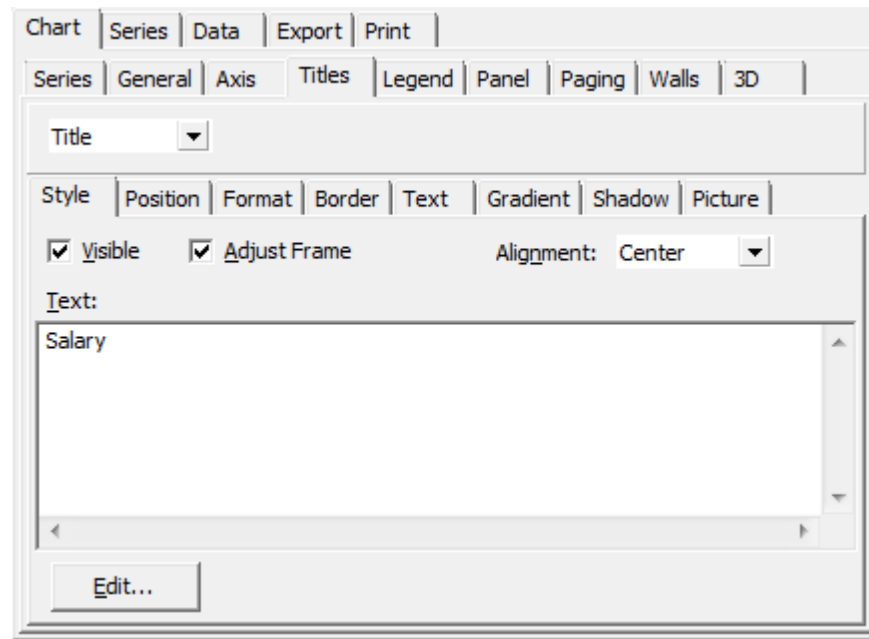 Chart Series Data Export Print
Series General Axis Titles Legend Panel Paging Walls 3D
Title
Style Position Format Border Text Gradient Shadow Picture
Visible Adjust Frame Alignment: Center
Text:
Salary
Edit...